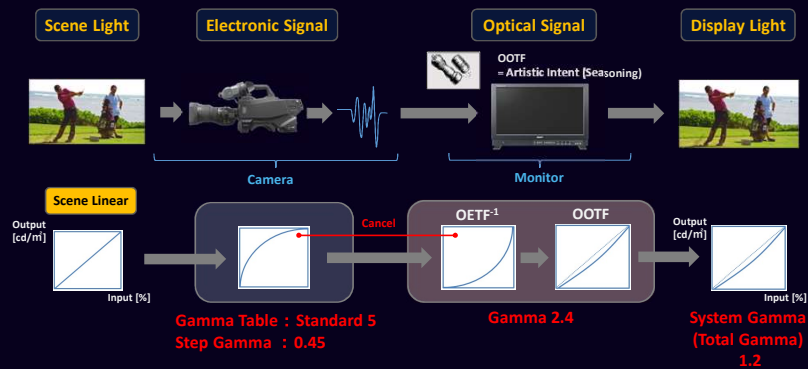 Scene Light
Electronic Signal
Optical Signal
Display Light
OOTF
= Artistic Intent (Seasoning)
Camera
Monitor
Scene Linear
Output
[cd/㎡]
Input [%]
Cancel
OETF-1
OOTF
Output
[cd/㎡]
Input [%]
Gamma Table : Standard 5
Step Gamma : 0.45
Gamma 2.4
System Gamma
(Total Gamma)
1.2